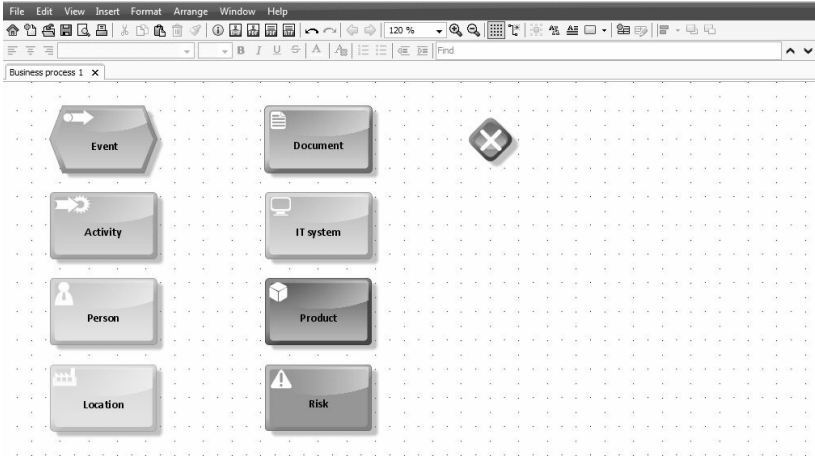 File Edit View Insert Format Arrange Window Help
120 %
B I U S A A
Find
Business process 1
Event
Document
Activity
IT system
Person
Product
Location
Risk